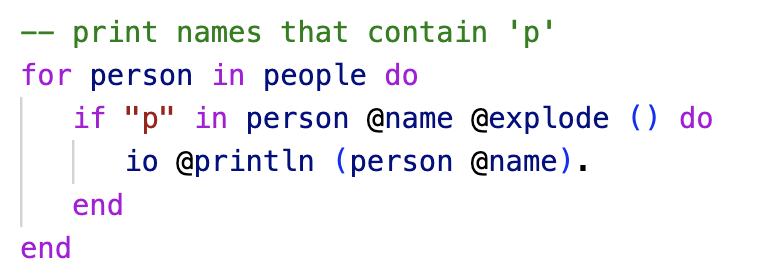 -- print names that contain 'p'
for person in people do
if "p" in person @name @explode () do
io @println (person @name).
end
end